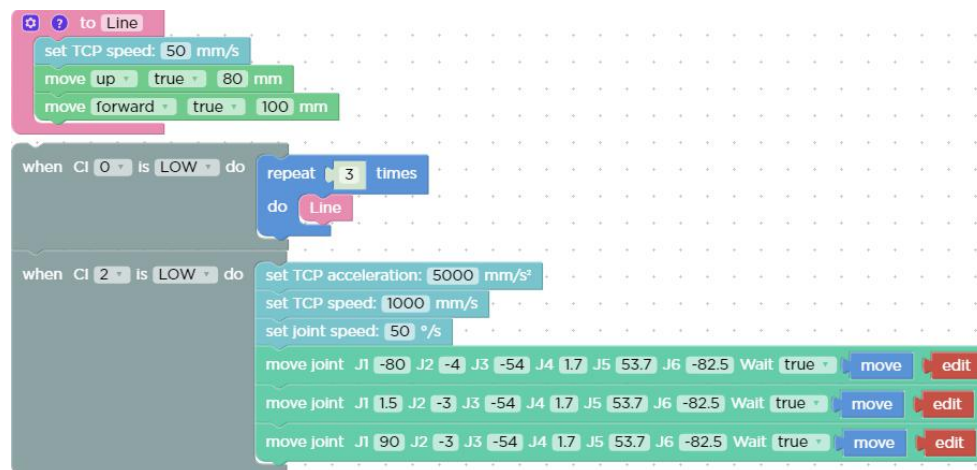 ? to Line
set TCP speed: 50 mm/s
move up true 80 mm
move forward true 100 mm
when CI 0 is LOW do
repeat 3 times
do Line
when CI 2 is LOW do
set TCP acceleration: 5000 mm/s²
set TCP speed: 1000 mm/s
set joint speed: 50 °/s
move joint J1 -80 J2 -4 J3 -54 J4 1.7 J5 53.7 J6 -82.5 Wait true move edit
move joint J1 1.5 J2 -3 J3 -54 J4 1.7 J5 53.7 J6 -82.5 Wait true move edit
move joint J1 90 J2 -3 J3 -54 J4 1.7 J5 53.7 J6 -82.5 Wait true move edit